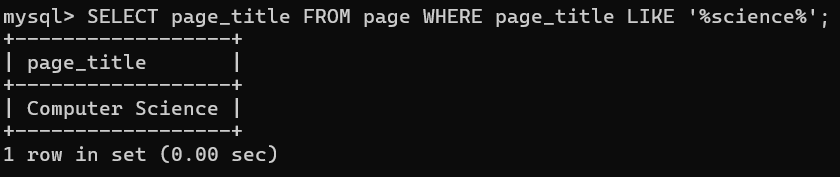 mysql> SELECT page_title FROM page WHERE page_title LIKE '%science%';
+------------------+
| page_title       |
+------------------+
| Computer Science |
+------------------+
1 row in set (0.00 sec)